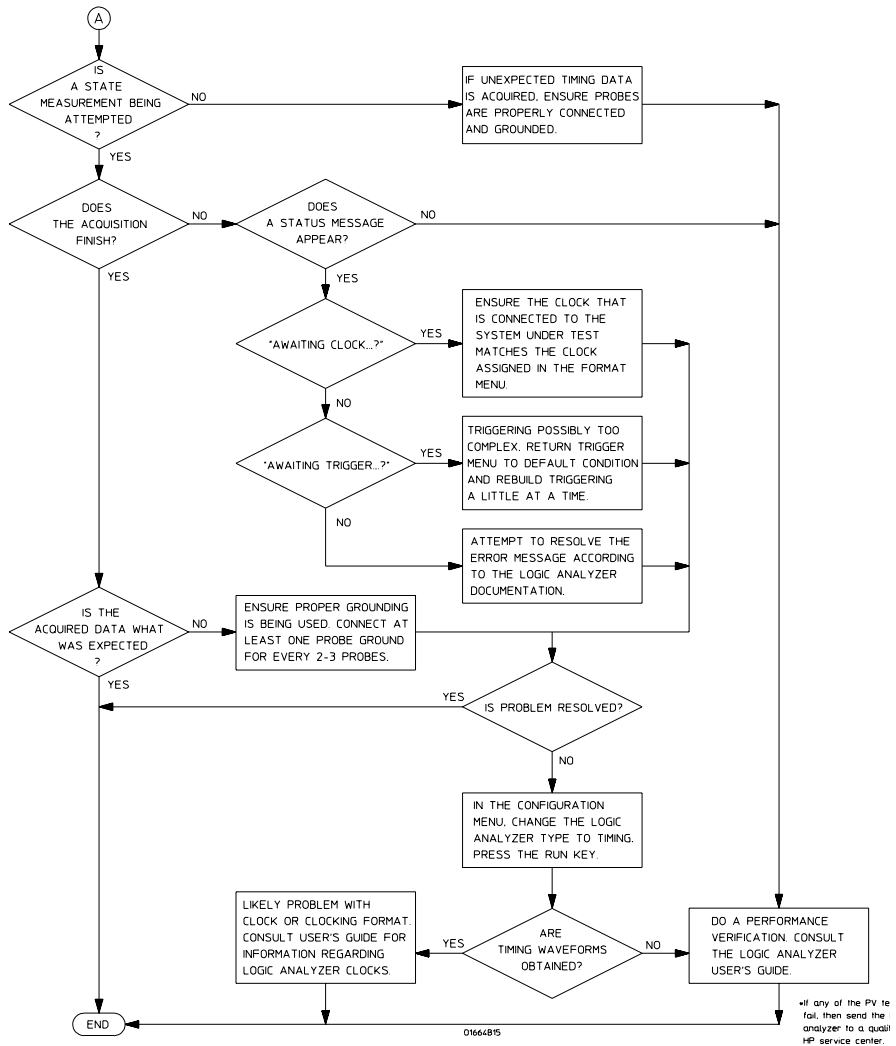 A
IS
A STATE
MEASUREMENT BEING
ATTEMPTED
?
NO
IF UNEXPECTED TIMING DATA
IS ACQUIRED, ENSURE PROBES
ARE PROPERLY CONNECTED
AND GROUNDED.
YES
DOES
THE ACQUISITION
FINISH?
NO
DOES
A STATUS MESSAGE
APPEAR?
NO
YES
YES
"AWAITING CLOCK...?"
YES
ENSURE THE CLOCK THAT
IS CONNECTED TO THE
SYSTEM UNDER TEST
MATCHES THE CLOCK
ASSIGNED IN THE FORMAT
MENU.
NO
"AWAITING TRIGGER...?"
YES
TRIGGERING POSSIBLY TOO
COMPLEX. RETURN TRIGGER
MENU TO DEFAULT CONDITION
AND REBUILD TRIGGERING
A LITTLE AT A TIME.
NO
ATTEMPT TO RESOLVE THE
ERROR MESSAGE ACCORDING
TO THE LOGIC ANALYZER
DOCUMENTATION.
IS THE
ACQUIRED DATA WHAT
WAS EXPECTED
?
NO
ENSURE PROPER GROUNDING
IS BEING USED. CONNECT AT
LEAST ONE PROBE GROUND
FOR EVERY 2-3 PROBES.
YES
IS PROBLEM RESOLVED?
YES
NO
IN THE CONFIGURATION
MENU, CHANGE THE LOGIC
ANALYZER TYPE TO TIMING.
PRESS THE RUN KEY.
ARE
TIMING WAVEFORMS
OBTAINED?
YES
LIKELY PROBLEM WITH
CLOCK OR CLOCKING FORMAT.
CONSULT USER'S GUIDE FOR
INFORMATION REGARDING
LOGIC ANALYZER CLOCKS.
NO
DO A PERFORMANCE
VERIFICATION. CONSULT
THE LOGIC ANALYZER
USER'S GUIDE.
END
01664B15
*If any of the PV te
fail, then send the
analyzer to a qualif
HP service center.